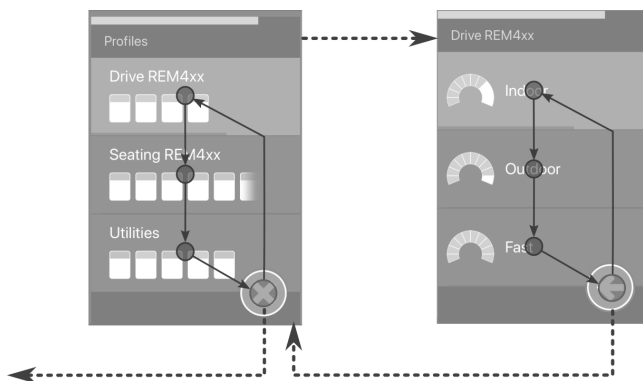 Profiles
Drive REM4xx
Seating REM4xx
Utilities
Drive REM4xx
Indoor
Outdoor
Fast